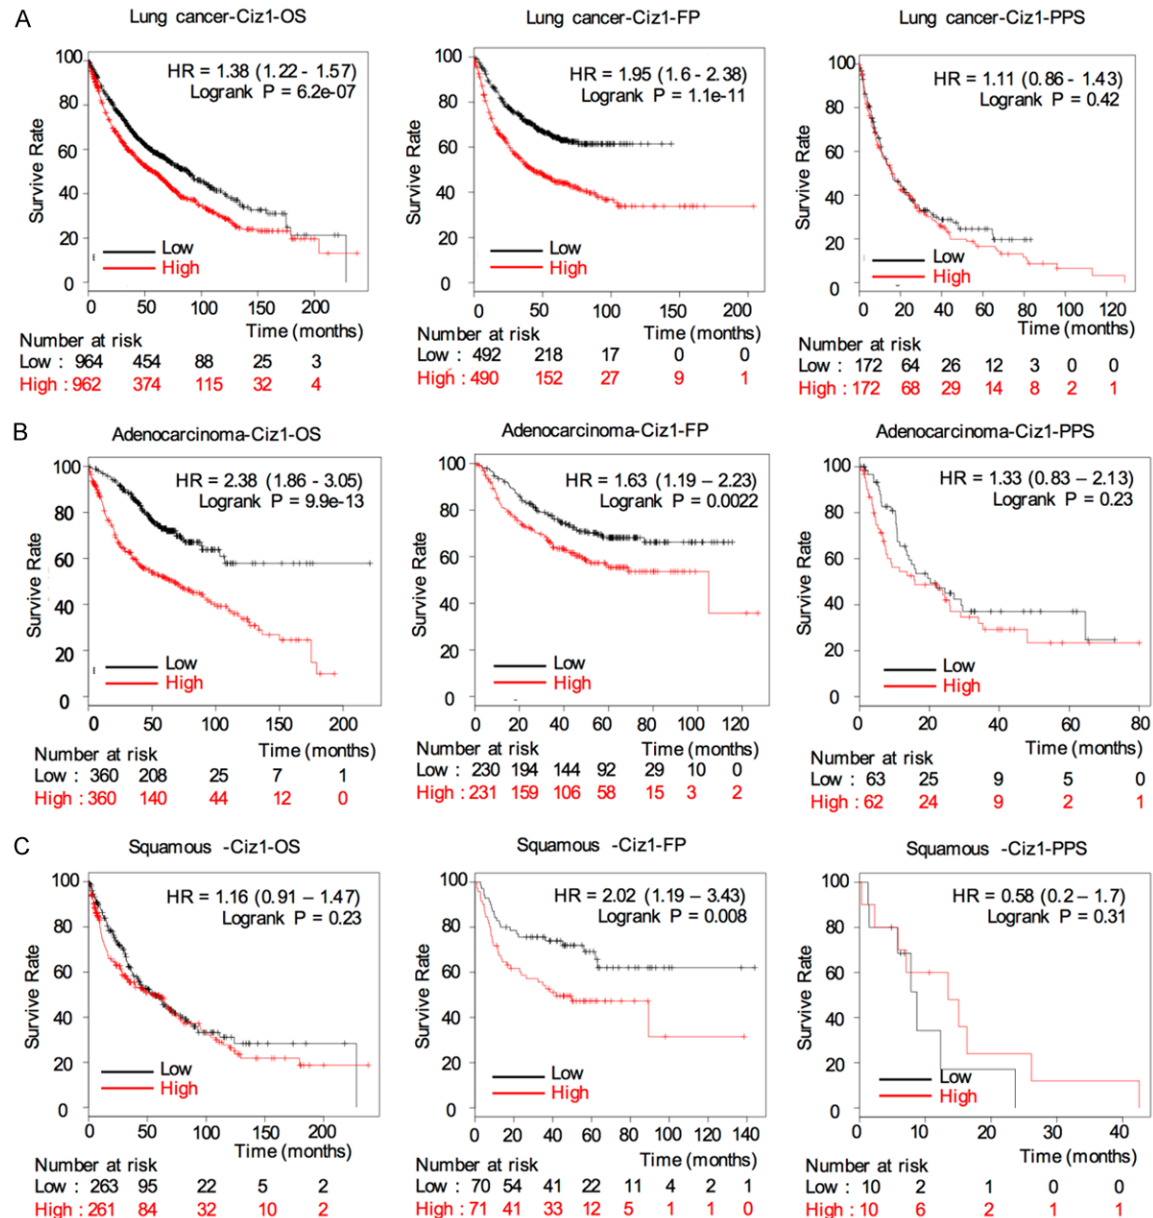 A
Lung cancer-Ciz1-OS
Survive Rate
100
80
60
40
20
0
HR = 1.38 (1.22 - 1.57)
Logrank P = 6.2e-07
Low
High
0 50 100 150 200
Time (months)
Number at risk
Low : 964 454 88 25 3
High : 962 374 115 32 4
Lung cancer-Ciz1-FP
Survive Rate
100
80
60
40
20
0
HR = 1.95 (1.6 - 2.38)
Logrank P = 1.1e-11
Low
High
0 50 100 150 200
Time (months)
Number at risk
Low : 492 218 17 0 0
High : 490 152 27 9 1
Lung cancer-Ciz1-PPS
Survive Rate
100
80
60
40
20
0
HR = 1.11 (0.86 - 1.43)
Logrank P = 0.42
Low
High
0 20 40 60 80 100 120
Time (months)
Number at risk
Low : 172 64 26 12 3 0 0
High : 172 68 29 14 8 2 1
B
Adenocarcinoma-Ciz1-OS
Survive Rate
100
80
60
40
20
0
HR = 2.38 (1.86 - 3.05)
Logrank P = 9.9e-13
Low
High
0 50 100 150 200
Time (months)
Number at risk
Low : 360 208 25 7 1
High : 360 140 44 12 0
Adenocarcinoma-Ciz1-FP
Survive Rate
100
80
60
40
20
0
HR = 1.63 (1.19 – 2.23)
Logrank P = 0.0022
Low
High
0 20 40 60 80 100 120
Time (months)
Number at risk
Low : 230 194 144 92 29 10 0
High : 231 159 106 58 15 3 2
Adenocarcinoma-Ciz1-PPS
Survive Rate
100
80
60
40
20
0
HR = 1.33 (0.83 – 2.13)
Logrank P = 0.23
Low
High
0 20 40 60 80
Time (months)
Number at risk
Low : 63 25 9 5 0
High : 62 24 9 2 1
C
Squamous -Ciz1-OS
Survive Rate
100
80
60
40
20
0
HR = 1.16 (0.91 – 1.47)
Logrank P = 0.23
Low
High
0 50 100 150 200
Time (months)
Number at risk
Low : 263 95 22 5 2
High : 261 84 32 10 2
Squamous -Ciz1-FP
Survive Rate
100
80
60
40
20
0
HR = 2.02 (1.19 – 3.43)
Logrank P = 0.008
Low
High
0 20 40 60 80 100 120 140
Time (months)
Number at risk
Low : 70 54 41 22 11 4 2 1
High : 71 41 33 12 5 1 1 0
Squamous -Ciz1-PPS
Survive Rate
100
80
60
40
20
0
HR = 0.58 (0.2 – 1.7)
Logrank P = 0.31
Low
High
0 10 20 30 40
Time (months)
Number at risk
Low : 10 2 1 0 0
High : 10 6 2 1 1